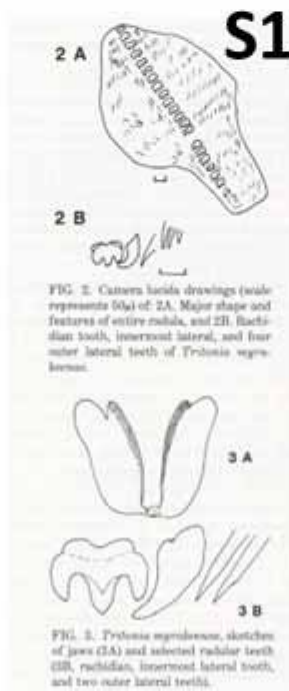 S1
2 A
2 B
FIG. 2. Camera lucida drawings (scale
represents 50μ) of: 2A. Major shape and
features of entire radula, and 2B. Rachi-
dian tooth, innermost lateral, and four
outer lateral teeth of Tritonia
3 A
3 B
FIG. 3. Tritonia sketches
of jaws (3A) and selected radular teeth
(3B, rachidian, innermost lateral tooth,
and two outer lateral teeth).